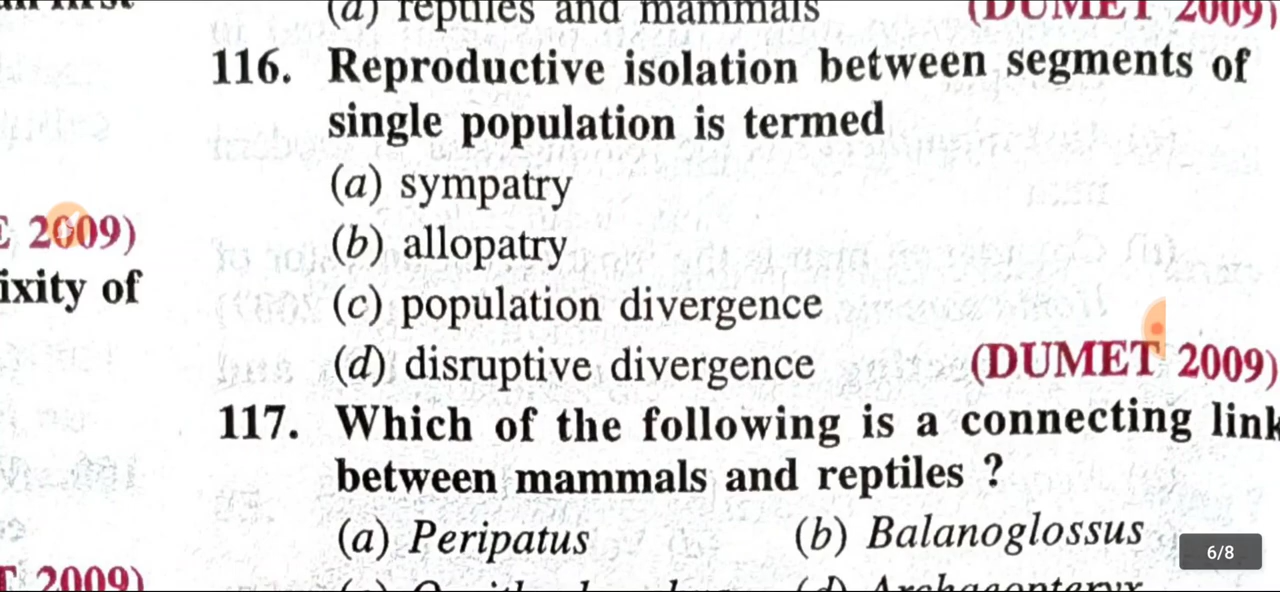 (d) reptiles and mammals (DUMET 2009)
116. Reproductive isolation between segments of
single population is termed
(a) sympatry
(b) allopatry
(c) population divergence
(d) disruptive divergence (DUMET 2009)
117. Which of the following is a connecting link
between mammals and reptiles ?
(a) Peripatus (b) Balanoglossus
(d) Archaeopteryx
2009)
ixity of
2009)
6/8